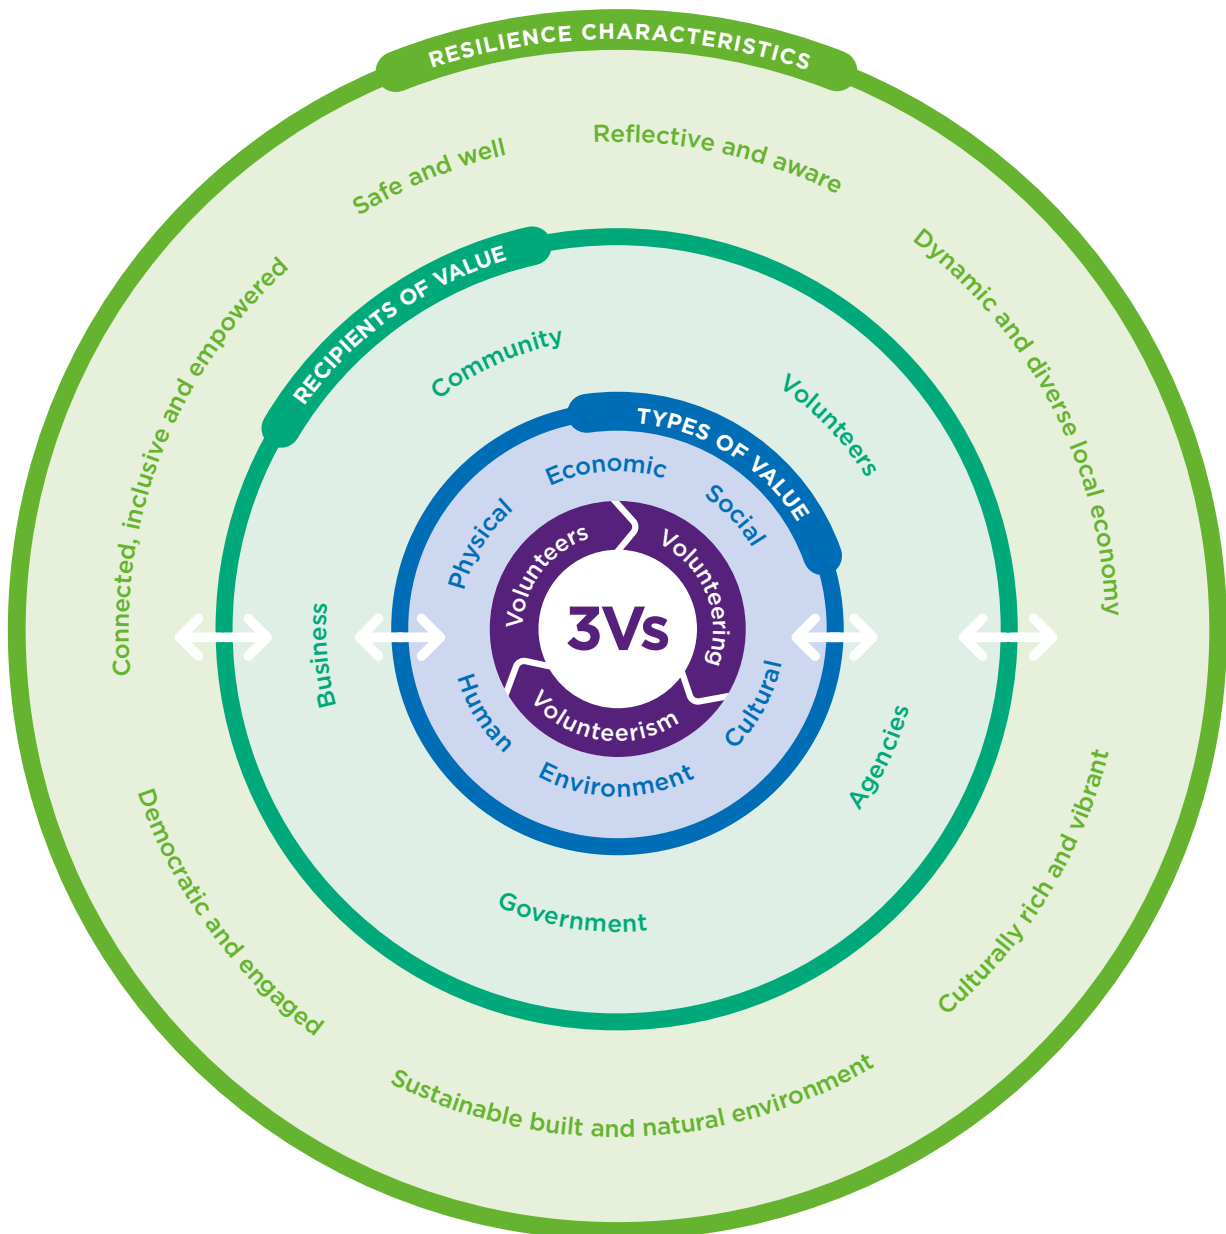 RESILIENCE CHARACTERISTICS
Safe and well
Reflective and aware
Dynamic and diverse local economy
Culturally rich and vibrant
Sustainable built and natural environment
Democratic and engaged
Connected, inclusive and empowered
RECIPIENTS OF VALUE
Community
Volunteers
Agencies
Government
Business
TYPES OF VALUE
Economic
Social
Cultural
Environment
Human
Physical
Volunteers
Volunteering
Volunteerism
3Vs